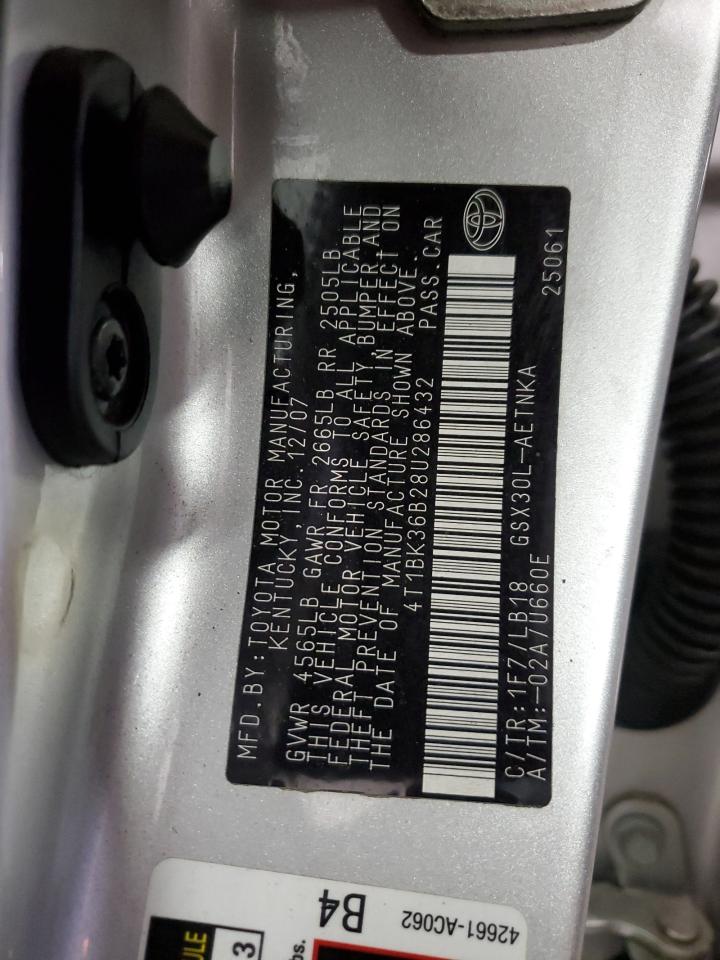 MFD.BY:TOYOTA MOTOR MANUFACTURING,
KENTUCKY,INC. 12/07
GVWR 4565LB GAWR FR 2665LB RR 2505LB
THIS VEHICLE CONFORMS TO ALL APPLICABLE
FEDERAL MOTOR VEHICLE SAFETY, BUMPER,AND
THEFT PREVENTION STANDARDS IN EFFECT ON
THE DATE OF MANUFACTURE SHOWN ABOVE.
4T1BK36B28U286432 PASS.CAR
C/TR:1F7/LB18 GSX30L-AETNKA
A/TM:-02A/U660E 25061
B4
42661-AC062
ULE
3
bs.